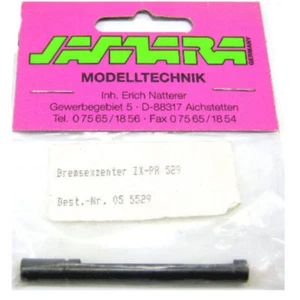 JAMARA
GERMANY
MODELLTECHNIK
Inh. Erich Natterer
Gewerbegebiet 5 - D-88317 Aichstetten
Tel. 0 75 65/18 56 - Fax 0 75 65/18 54
Bremsexzenter ZX-PR 529
Best.-Nr. 05 5529